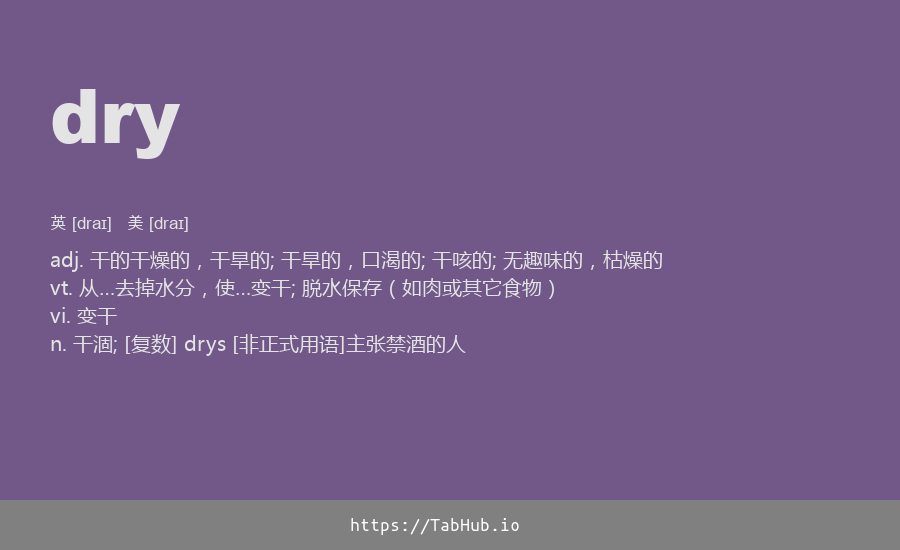 dry
英 [draɪ]   美 [draɪ]
adj. 干的干燥的，干旱的; 干旱的，口渴的; 干咳的; 无趣味的，枯燥的
vt. 从…去掉水分，使…变干; 脱水保存（如肉或其它食物）
vi. 变干
n. 干涸; [复数] drys [非正式用语]主张禁酒的人
https://TabHub.io